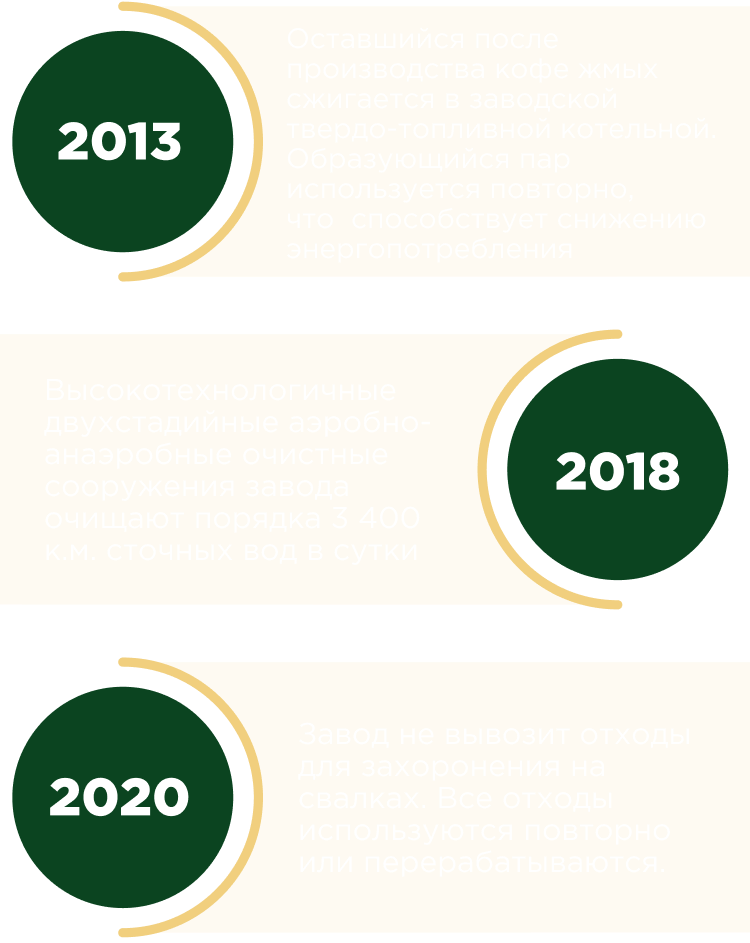 2013
Оставшийся после
производства кофе жмых
сжигается в заводской
твердо-топливной котельной.
Образующийся пар
используется повторно,
что способствует снижению
энергопотребления
Высокотехнологичные
двухстадийные аэробно-
анаэробные очистные
сооружения завода
очищают порядка 3 400
к.м. сточных вод в сутки
2018
2020
Завод не вывозит отходы
для захоронения на
свалках. Все отходы
используются повторно
или перерабатываются.